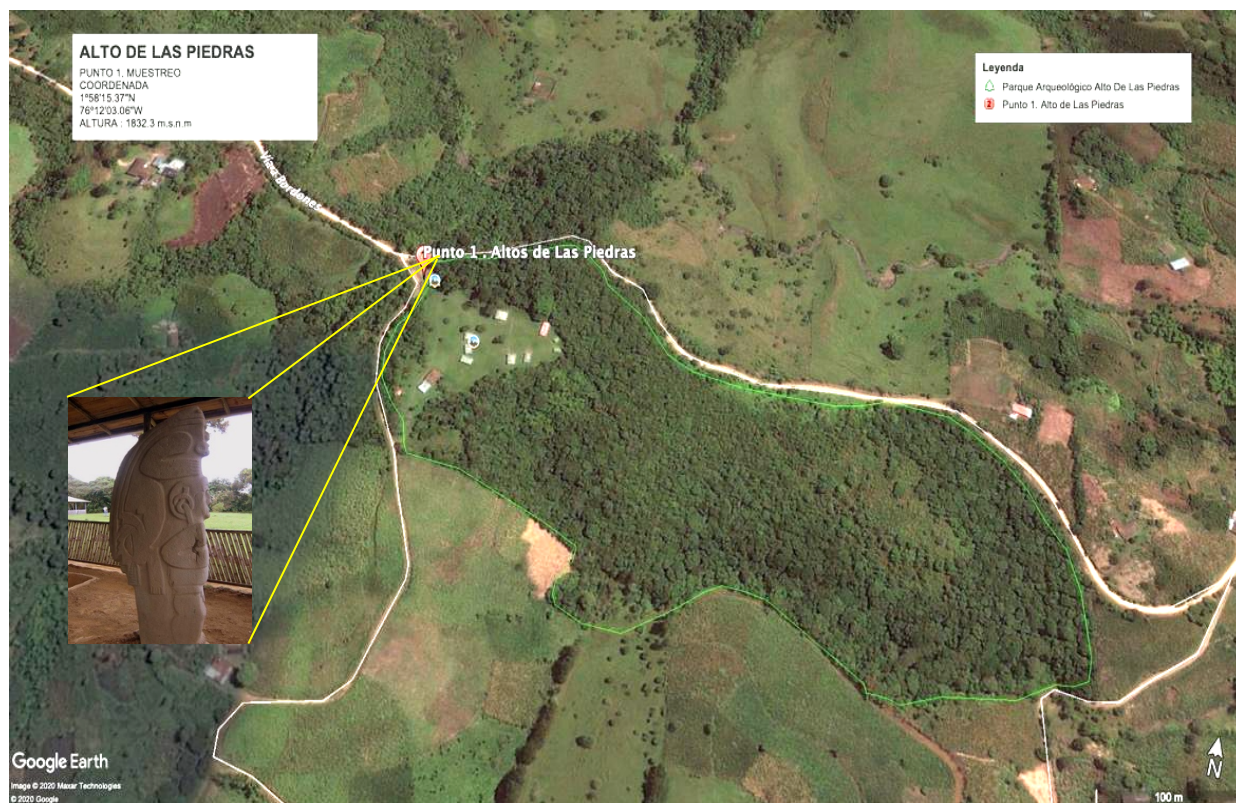 ALTO DE LAS PIEDRAS
PUNTO 1, MUESTREO
COORDENADA
1°58'15.37"N
76°12'03.06"W
ALTURA : 1832.3 m.s.n.m
Leyenda
Parque Arqueológico Alto De Las Piedras
Punto 1. Alto de Las Piedras
Vía a Bordones
Punto 1 . Altos de Las Piedras
Google Earth
Image © 2020 Maxar Technologies
© 2020 Google
N
100 m